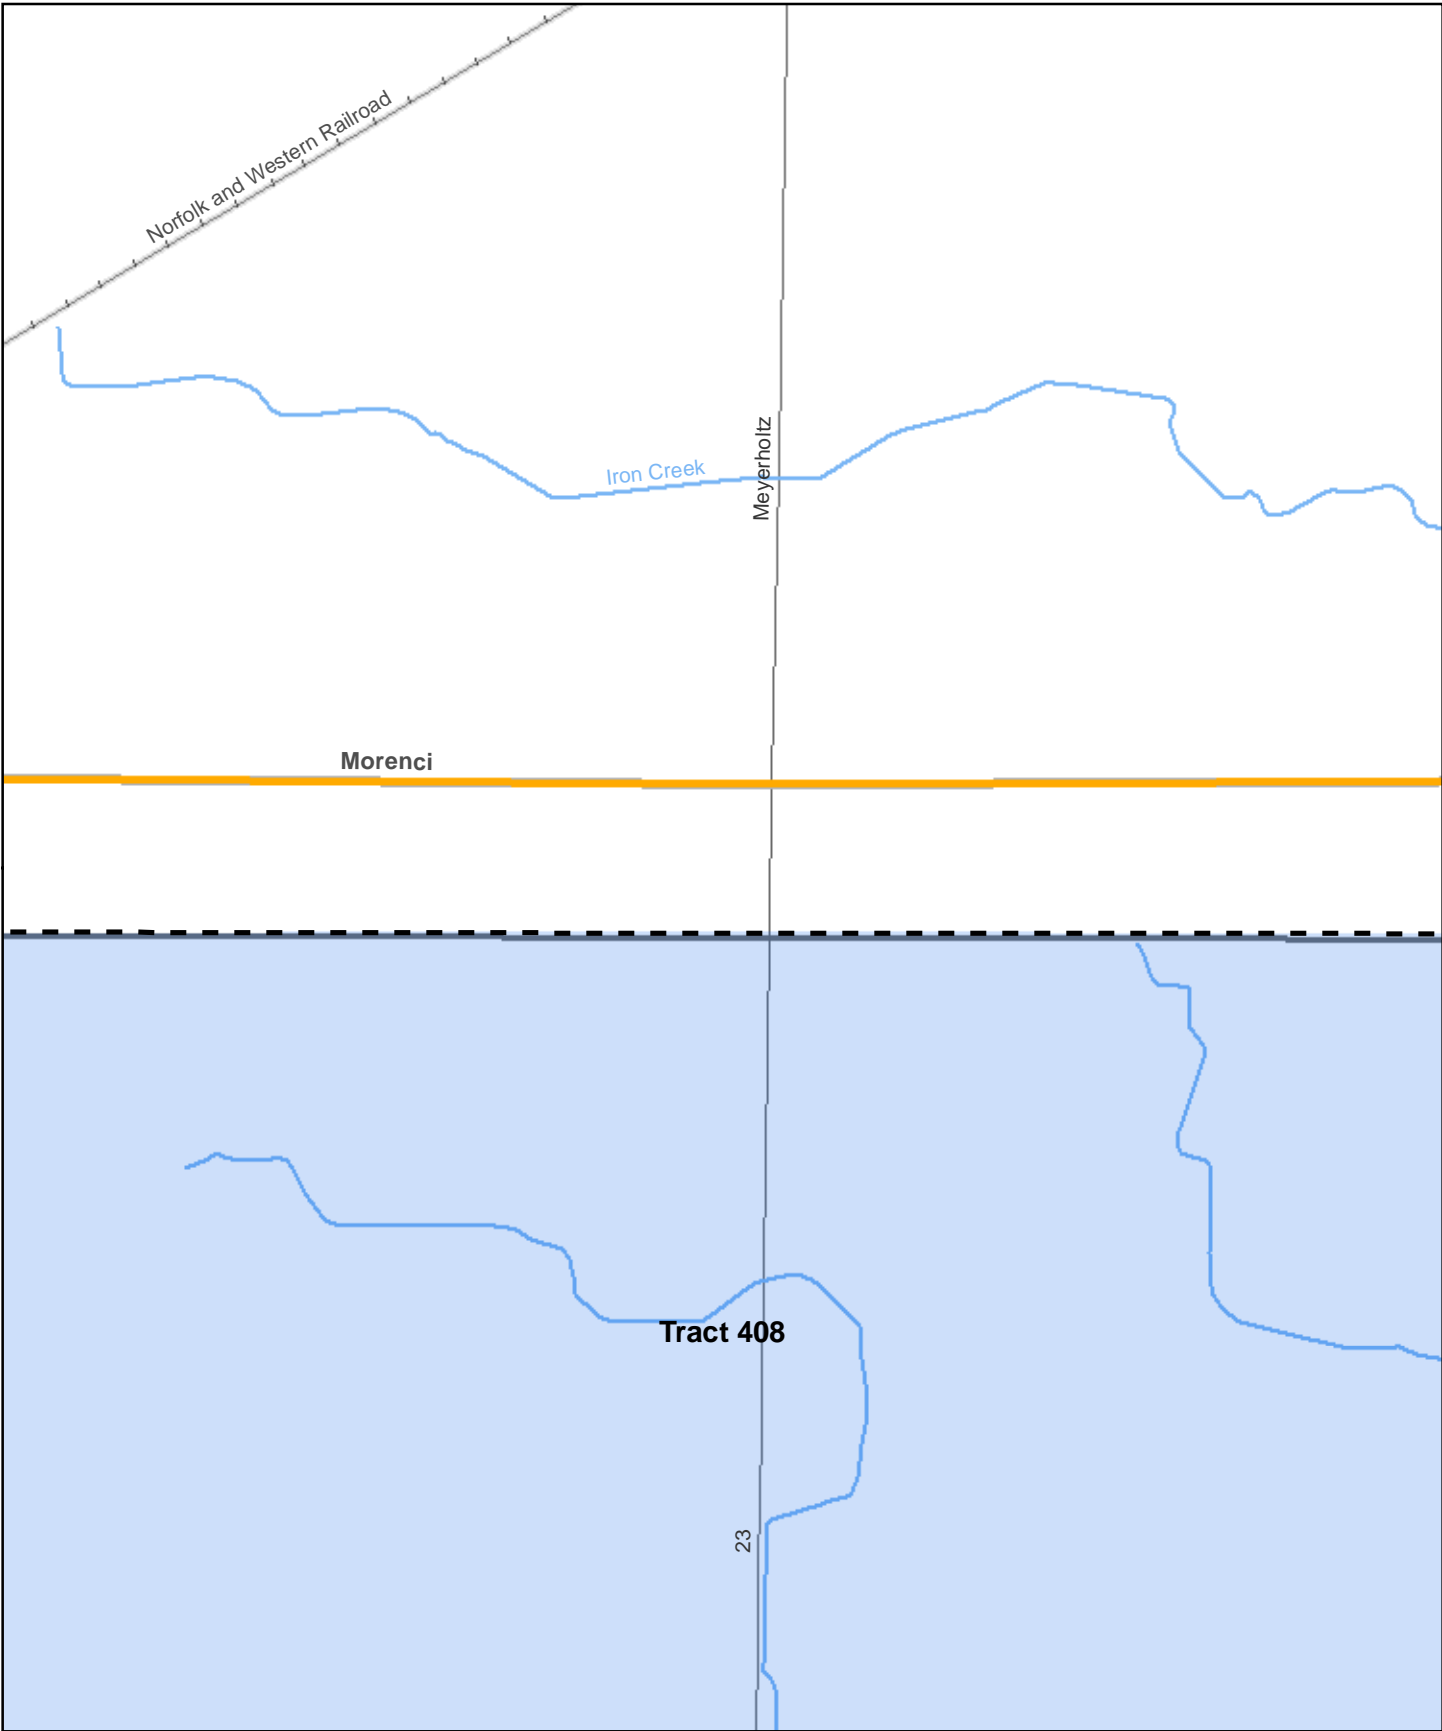 Norfolk and Western Railroad
Meyerholtz
Iron Creek
Morenci
Tract 408
23